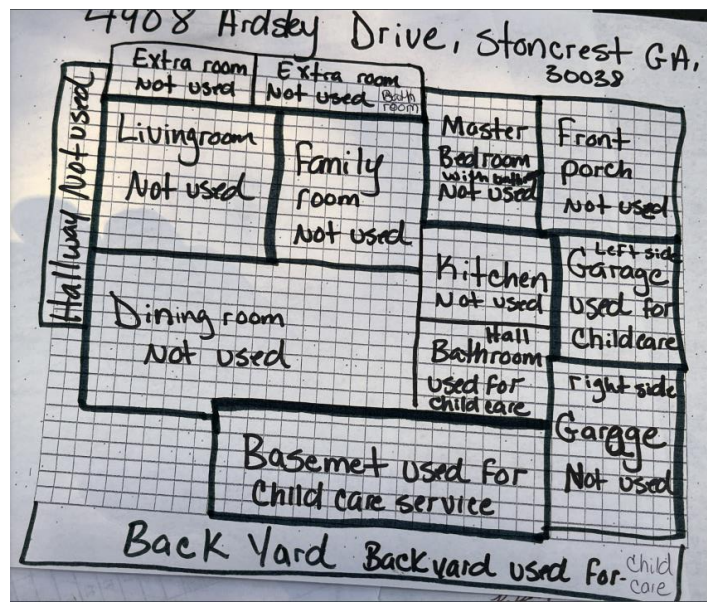 4908 Ardsley Drive, Stoncrest GA,
30038
Extra room
Not used
Extra room
Not used
Bath
room
Hallway Not used
Livingroom
Not used
Family
room
Not used
Master
Bedroom
Not used
Front
porch
Not used
Kitchen
Not used
Left side
Garage
used for
Childcare
Dining room
Not used
Hall
Bathroom
used for
childcare
right side
Garage
Not used
Basemet used for
Child care service
Back Yard Backyard used for-
child
care